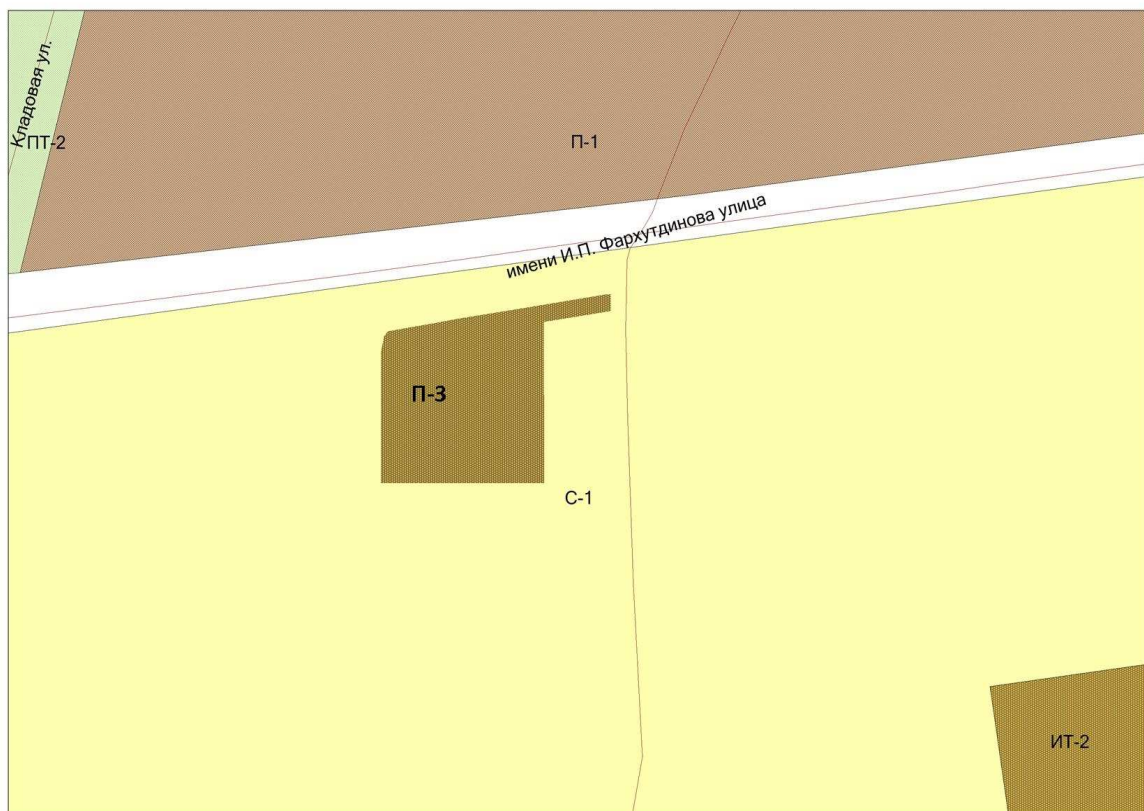 Кладовая ул.
ПТ-2
П-1
имени И.П. Фархутдинова улица
П-3
С-1
ИТ-2